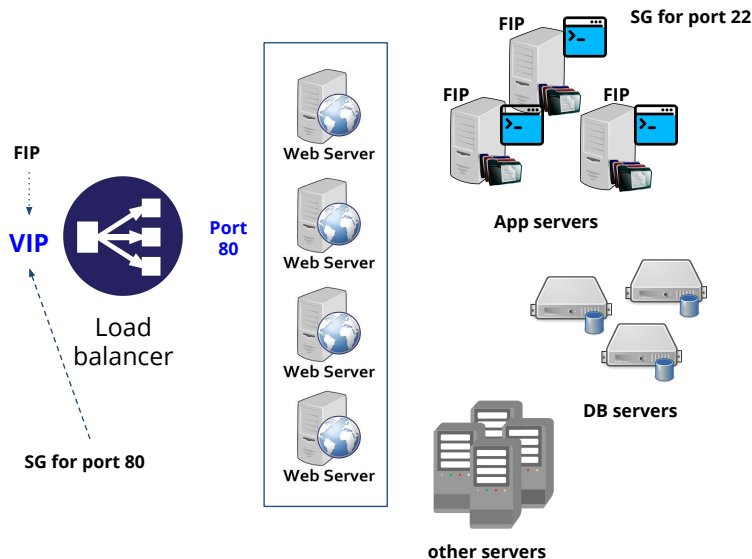 SG for port 22
FIP
FIP
FIP
Web Server
FIP
Web Server
App servers
VIP
Port
80
Load
balancer
Web Server
DB servers
SG for port 80
Web Server
other servers